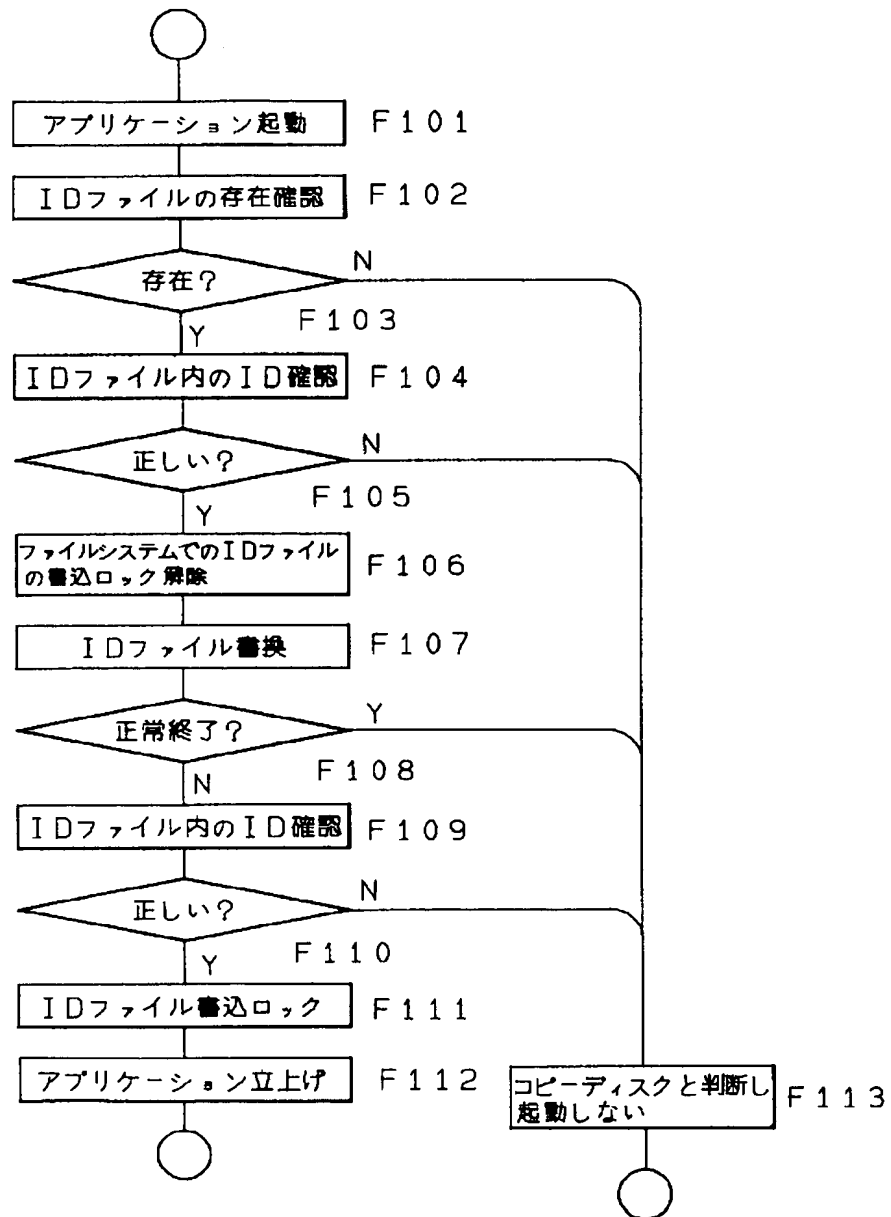 アプリケーション起動 F101
IDファイルの存在確認 F102
存在? N
F103
Y
IDファイル内のID確認 F104
正しい? N
F105
Y
ファイルシステムでのIDファイル
の書込ロック解除 F106
IDファイル書換 F107
正常終了? Y
F108
N
IDファイル内のID確認 F109
正しい? N
F110
Y
IDファイル書込ロック F111
アプリケーション立上げ F112
コピーディスクと判断し
起動しない F113